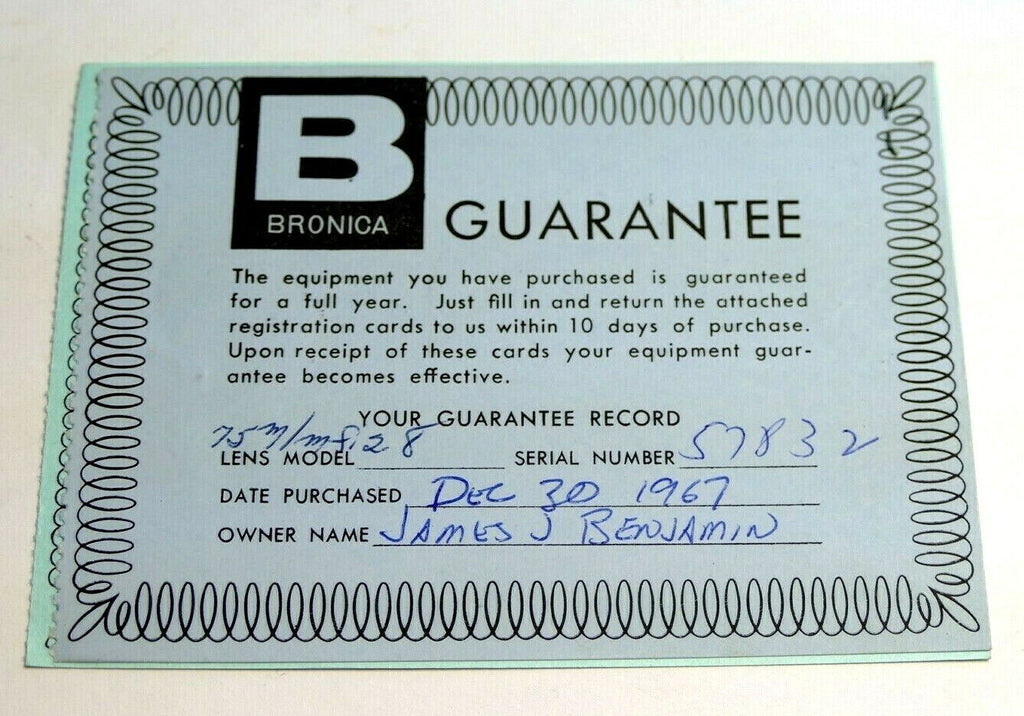 B
BRONICA
GUARANTEE
The equipment you have purchased is guaranteed
for a full year. Just fill in and return the attached
registration cards to us within 10 days of purchase.
Upon receipt of these cards your equipment guar-
antee becomes effective.
YOUR GUARANTEE RECORD
LENS MODEL 75 m/m f 2 8 SERIAL NUMBER 57832
DATE PURCHASED DEC 30 1967
OWNER NAME JAMES J BENJAMIN